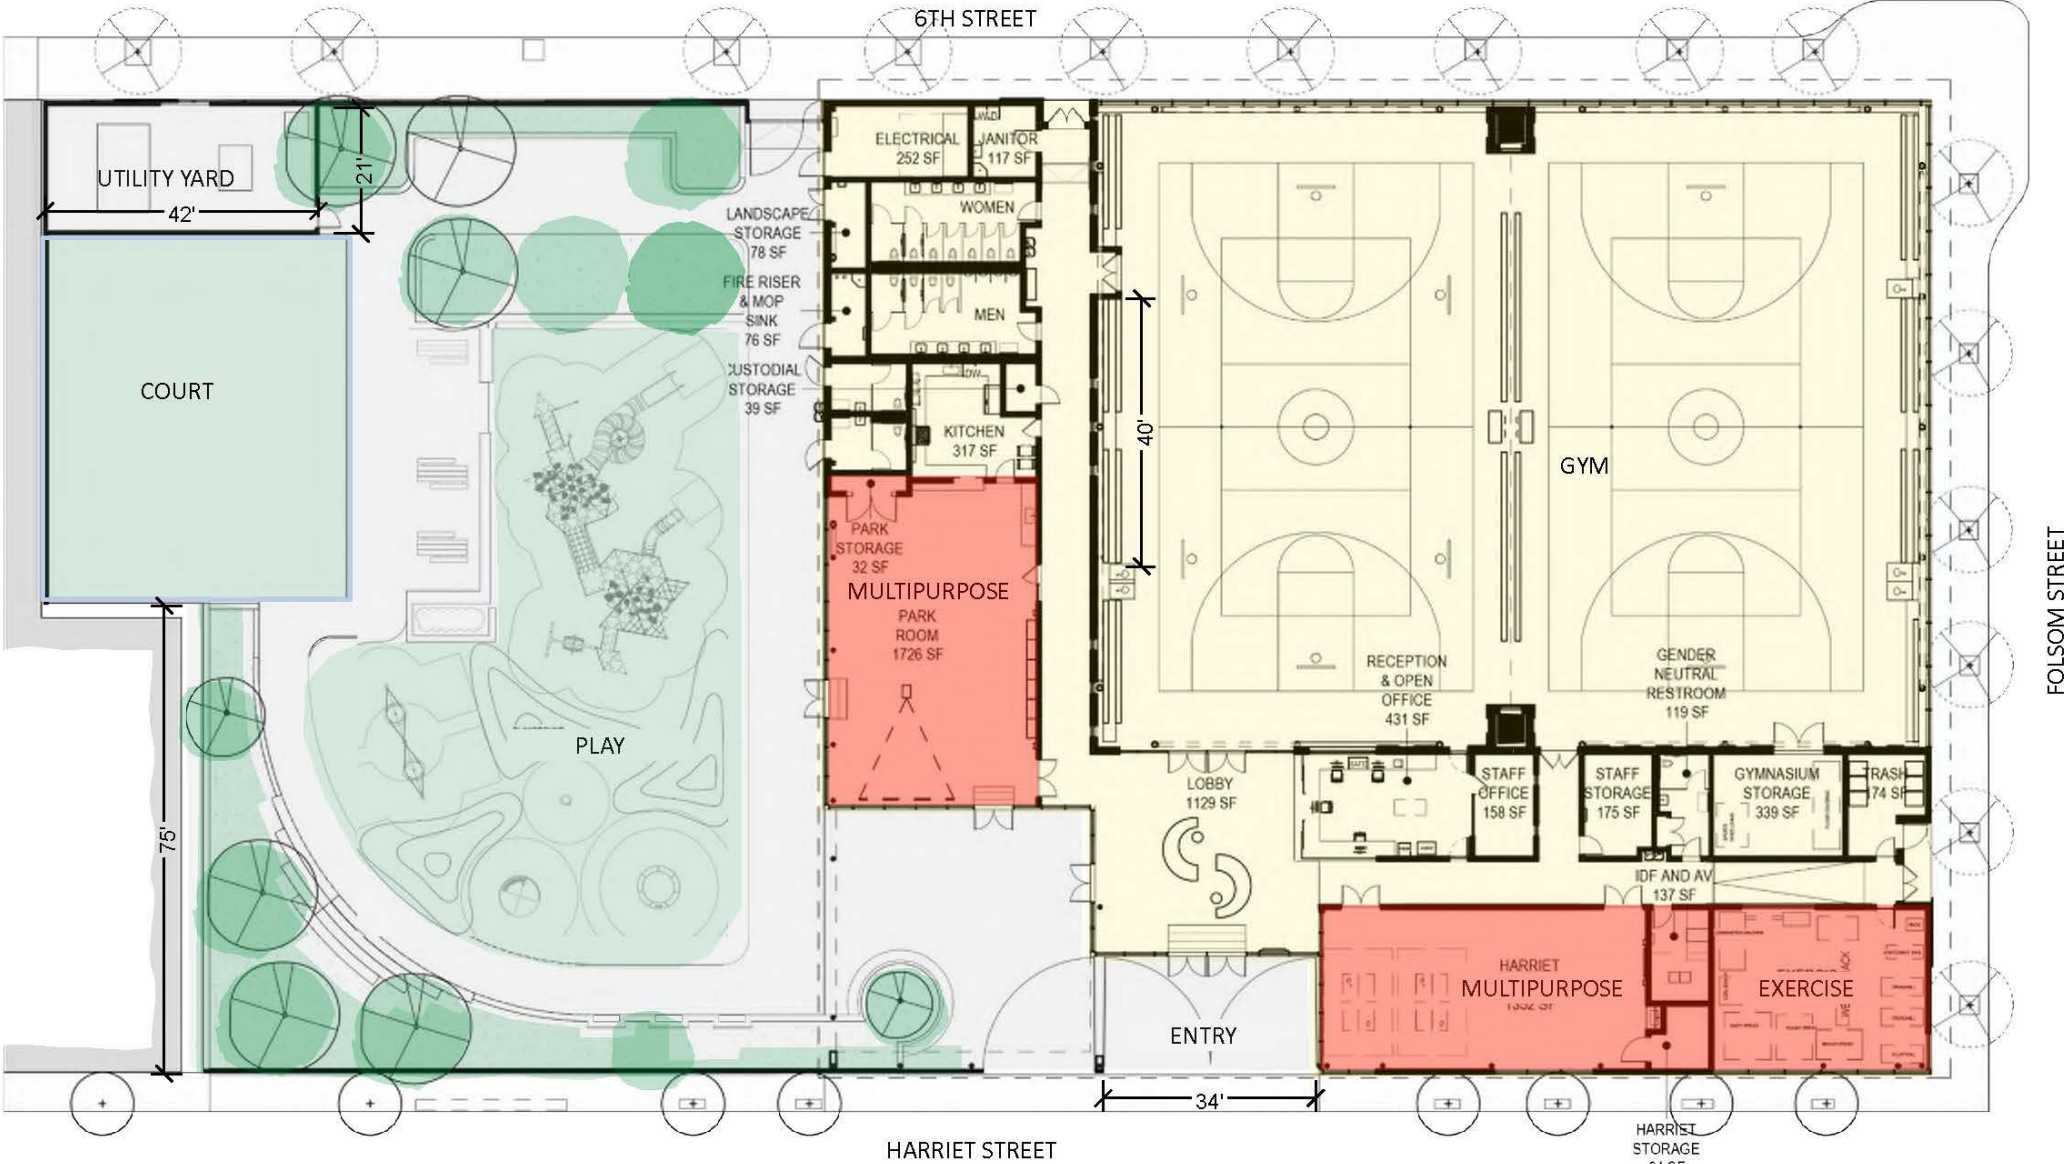 6TH STREET
UTILITY YARD
42'
21'
ELECTRICAL
252 SF
JANITOR
117 SF
WOMEN
LANDSCAPE
STORAGE
78 SF
FIRE RISER
& MOP
SINK
76 SF
MEN
CUSTODIAL
STORAGE
39 SF
DW
KITCHEN
317 SF
COURT
40'
GYM
PARK
STORAGE
32 SF
MULTIPURPOSE
PARK
ROOM
1726 SF
PLAY
75'
RECEPTION
& OPEN
OFFICE
431 SF
GENDER
NEUTRAL
RESTROOM
119 SF
FOLSOM STREET
LOBBY
1129 SF
STAFF
OFFICE
158 SF
STAFF
STORAGE
175 SF
GYMNASIUM
STORAGE
339 SF
TRASH
174 SF
IDF AND AV
137 SF
HARRIET
MULTIPURPOSE
EXERCISE
ENTRY
34'
HARRIET STREET
HARRIET
STORAGE